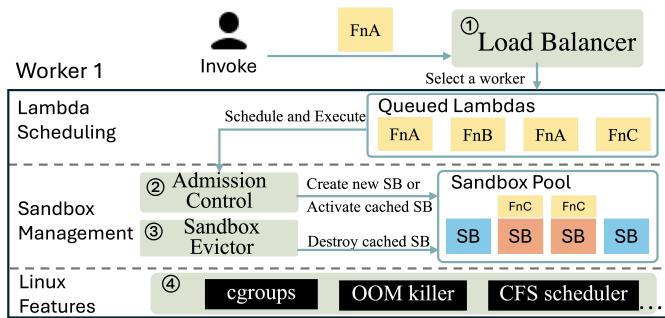 FnA
①
Load Balancer
Invoke
Select a worker
Worker 1
Lambda
Scheduling
Schedule and Execute
Queued Lambdas
FnA
FnB
FnA
FnC
Sandbox
Management
② Admission
Control
Create new SB or
Activate cached SB
③ Sandbox
Evictor
Destroy cached SB
Sandbox Pool
FnC
FnC
SB
SB
SB
SB
Linux
Features
④
cgroups
OOM killer
CFS scheduler
...